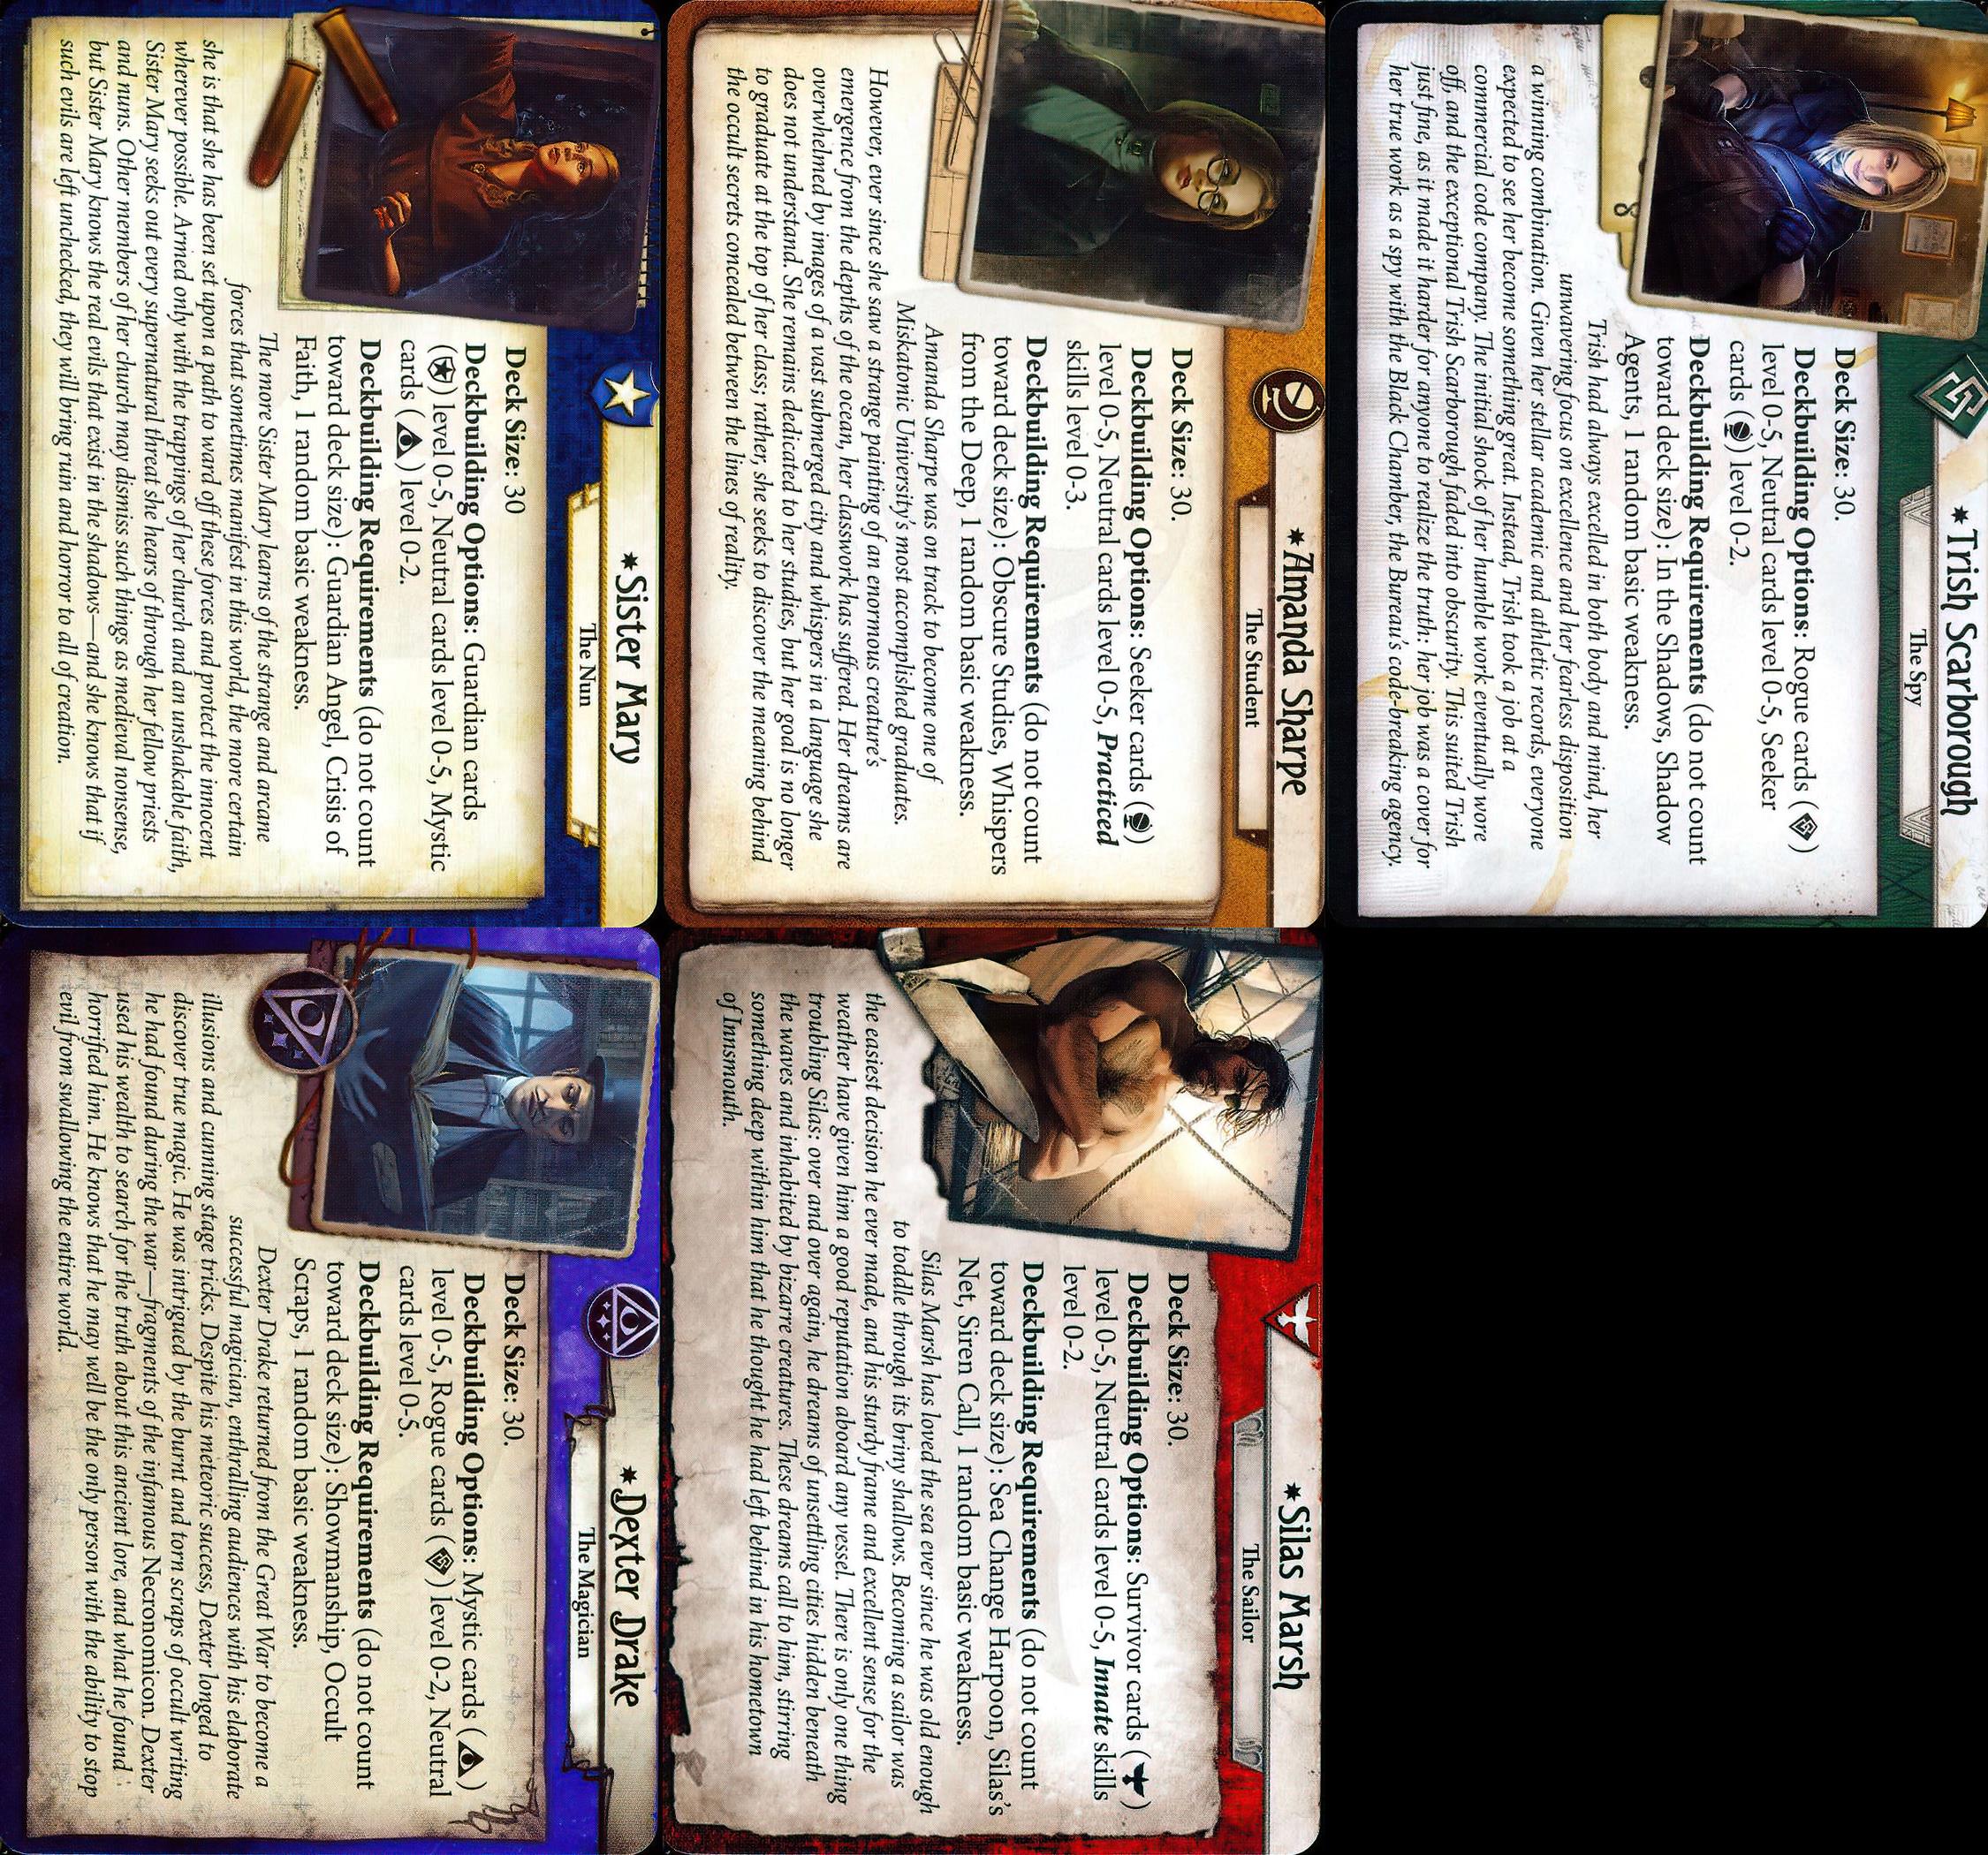 Sister Mary
The Nun
Deck Size: 30
Deckbuilding Options: Guardian cards
() level 0-5, Neutral cards level 0-5, Mystic
cards () level 0-2.
Deckbuilding Requirements (do not count
toward deck size): Guardian Angel, Crisis of
Faith, 1 random basic weakness.
The more Sister Mary learns of the strange and arcane
forces that sometimes manifest in this world, the more certain
she is that she has been set upon a path to ward off these forces and protect the innocent
wherever possible. Armed only with the trappings of her church and an unshakable faith,
Sister Mary seeks out every supernatural threat she hears of through her fellow priests
and nuns. Other members of her church may dismiss such things as medieval nonsense,
but Sister Mary knows the real evils that exist in the shadows—and she knows that if
such evils are left unchecked, they will bring ruin and horror to all of creation.
Amanda Sharpe
The Student
Deck Size: 30.
Deckbuilding Options: Seeker cards ()
level 0-5, Neutral cards level 0-5, Practiced
skills level 0-3.
Deckbuilding Requirements (do not count
toward deck size): Obscure Studies, Whispers
from the Deep, 1 random basic weakness.
Amanda Sharpe was on track to become one of
Miskatonic University's most accomplished graduates.
However, ever since she saw a strange painting of an enormous creature's
emergence from the depths of the ocean, her classwork has suffered. Her dreams are
overwhelmed by images of a vast submerged city and whispers in a language she
does not understand. She remains dedicated to her studies, but her goal is no longer
to graduate at the top of her class; rather, she seeks to discover the meaning behind
the occult secrets concealed between the lines of reality.
Trish Scarborough
The Spy
Deck Size: 30.
Deckbuilding Options: Rogue cards ()
level 0-5, Neutral cards level 0-5, Seeker
cards () level 0-2.
Deckbuilding Requirements (do not count
toward deck size): In the Shadows, Shadow
Agents, 1 random basic weakness.
Trish had always excelled in both body and mind, her
unwavering focus on excellence and her fearless disposition
a winning combination. Given her stellar academic and athletic records, everyone
expected to see her become something great. Instead, Trish took a job at a
commercial code company. The initial shock of her humble work eventually wore
off, and the exceptional Trish Scarborough faded into obscurity. This suited Trish
just fine, as it made it harder for anyone to realize the truth: her job was a cover for
her true work as a spy with the Black Chamber, the Bureau's code-breaking agency.
Dexter Drake
The Magician
Deck Size: 30.
Deckbuilding Options: Mystic cards ()
level 0-5, Rogue cards () level 0-2, Neutral
cards level 0-5.
Deckbuilding Requirements (do not count
toward deck size): Showmanship, Occult
Scraps, 1 random basic weakness.
Dexter Drake returned from the Great War to become a
successful magician, enthralling audiences with his elaborate
illusions and cunning stage tricks. Despite his meteoric success, Dexter longed to
discover true magic. He was intrigued by the burnt and torn scraps of occult writing
he had found during the war—fragments of the infamous Necronomicon. Dexter
used his wealth to search for the truth about this ancient lore, and what he found
horrified him. He knows that he may well be the only person with the ability to stop
evil from swallowing the entire world.
Silas Marsh
The Sailor
Deck Size: 30.
Deckbuilding Options: Survivor cards ()
level 0-5, Neutral cards level 0-5, Innate skills
level 0-2.
Deckbuilding Requirements (do not count
toward deck size): Sea Change Harpoon, Silas's
Net, Siren Call, 1 random basic weakness.
Silas Marsh has loved the sea ever since he was old enough
to toddle through its briny shallows. Becoming a sailor was
the easiest decision he ever made, and his sturdy frame and excellent sense for the
weather have given him a good reputation aboard any vessel. There is only one thing
troubling Silas: over and over again, he dreams of unsettling cities hidden beneath
the waves and inhabited by bizarre creatures. These dreams call to him, stirring
something deep within him that he thought he had left behind in his hometown
of Innsmouth.